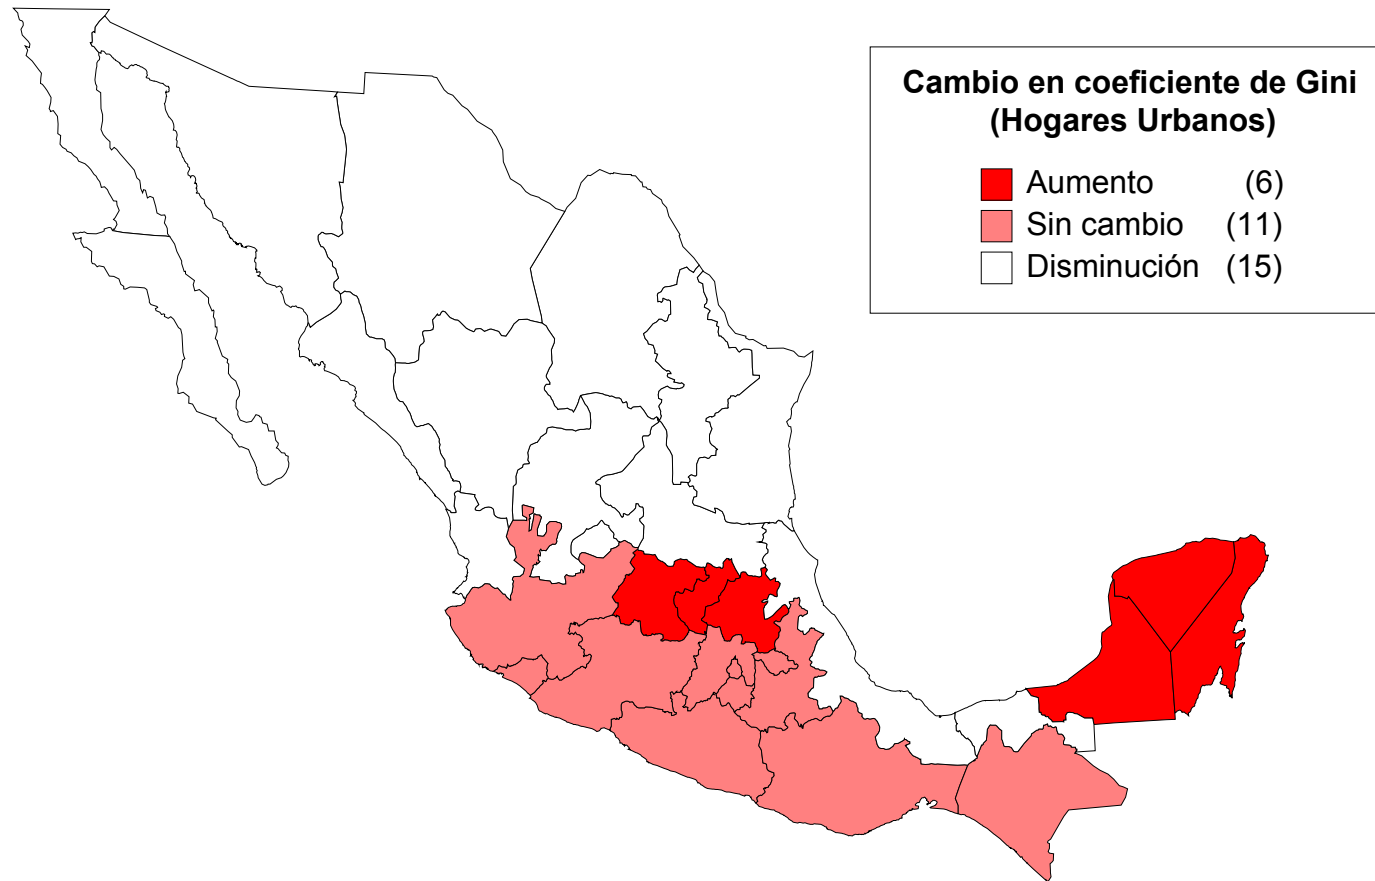 Cambio en coeficiente de Gini
(Hogares Urbanos)
Aumento (6)
Sin cambio (11)
Disminución (15)